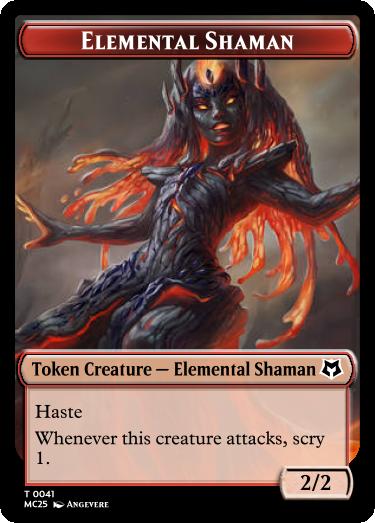 Elemental Shaman
Token Creature — Elemental Shaman
Haste
Whenever this creature attacks, scry
1.
2/2
T 0041
MC25 Angevere